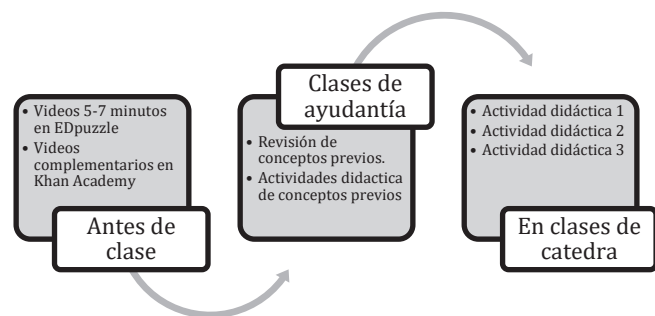 • Videos 5-7 minutos
en EDpuzzle
• Videos
complementarios en
Khan Academy
Antes de
clase
Clases de
ayudantía
• Revisión de
conceptos previos.
• Actividades didactica
de conceptos previos
• Actividad didáctica 1
• Actividad didáctica 2
• Actividad didáctica 3
En clases de
catedra